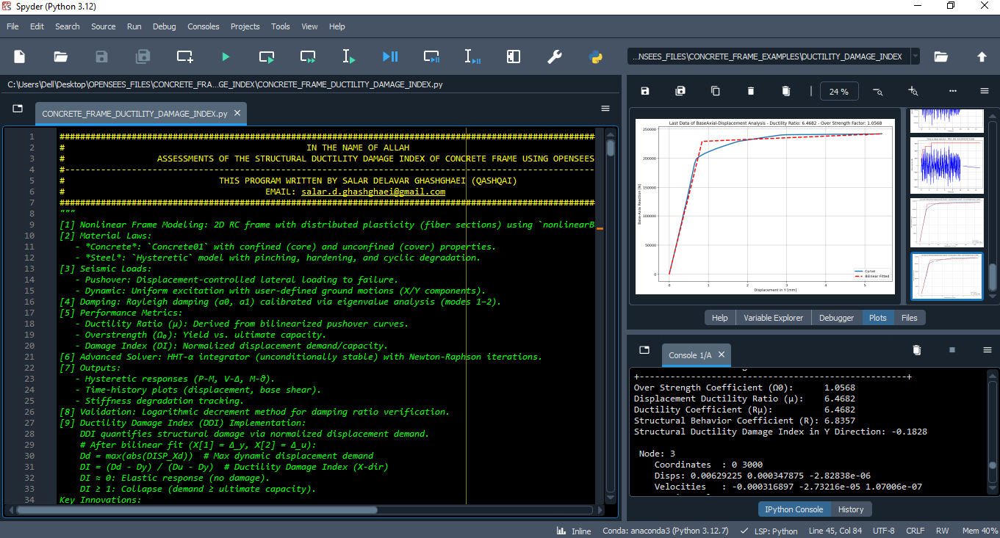 Spyder (Python 3.12)
File Edit Search Source Run Debug Consoles Projects Tools View Help
...NSEES_FILES\CONCRETE_FRAME_EXAMPLES\DUCTILITY_DAMAGE_INDEX
C:\Users\Dell\Desktop\OPENSEES_FILES\CONCRETE_FRA...GE_INDEX\CONCRETE_FRAME_DUCTILITY_DAMAGE_INDEX.py
CONCRETE_FRAME_DUCTILITY_DAMAGE_INDEX.py
1 ####################################################################################################
2 # IN THE NAME OF ALLAH
3 # ASSESSMENTS OF THE STRUCTURAL DUCTILITY DAMAGE INDEX OF CONCRETE FRAME USING OPENSEES
4 #----------------------------------------------------------------------------------------------------
5 # THIS PROGRAM WRITTEN BY SALAR DELAVAR GHASHGHAEI (QASHQAI)
6 # EMAIL: salar.d.ghashghaei@gmail.com
7 ####################################################################################################
8 """
9 [1] Nonlinear Frame Modeling: 2D RC frame with distributed plasticity (fiber sections) using `nonlinearB
10 [2] Material Laws:
11 - *Concrete*: `Concrete01` with confined (core) and unconfined (cover) properties.
12 - *Steel*: `Hysteretic` model with pinching, hardening, and cyclic degradation.
13 [3] Seismic Loads:
14 - Pushover: Displacement-controlled lateral loading to failure.
15 - Dynamic: Uniform excitation with user-defined ground motions (X/Y components).
16 [4] Damping: Rayleigh damping (a0, a1) calibrated via eigenvalue analysis (modes 1–2).
17 [5] Performance Metrics:
18 - Ductility Ratio (μ): Derived from bilinearized pushover curves.
19 - Overstrength (Ω₀): Yield vs. ultimate capacity.
20 - Damage Index (DI): Normalized displacement demand/capacity.
21 [6] Advanced Solver: HHT-α integrator (unconditionally stable) with Newton-Raphson iterations.
22 [7] Outputs:
23 - Hysteretic responses (P-M, V-Δ, M-θ).
24 - Time-history plots (displacement, base shear).
25 - Stiffness degradation tracking.
26 [8] Validation: Logarithmic decrement method for damping ratio verification.
27 [9] Ductility Damage Index (DDI) Implementation:
28 DDI quantifies structural damage via normalized displacement demand.
29 # After bilinear fit (X[1] = Δ_y, X[2] = Δ_u):
30 Dd = max(abs(DISP_Xd)) # Max dynamic displacement demand
31 DI = (Dd - Dy) / (Du - Dy) # Ductility Damage Index (X-dir)
32 DI ≈ 0: Elastic response (no damage).
33 DI ≥ 1: Collapse (demand ≥ ultimate capacity).
34 Key Innovations:
24 %
Last Data of BaseAxial-Displacement Analysis - Ductility Ratio: 6.4682 - Over Strength Factor: 1.0568
250000
200000
150000
100000
50000
0
Base-Axia Reaction [N]
0 1 2 3 4 5
Displacement in Y [mm]
Curve
Bilinear Fitted
Help Variable Explorer Debugger Plots Files
Console 1/A
+----------------------------------------------------+
Over Strength Coefficient (Ω0): 1.0568
Displacement Ductility Ratio (μ): 6.4682
Ductility Coefficient (Rμ): 6.4682
Structural Behavior Coefficient (R): 6.8357
Structural Ductility Damage Index in Y Direction: -0.1828
Node: 3
Coordinates : 0 3000
Disps: 0.00629225 0.000347875 -2.82838e-06
Velocities : -0.000316897 -2.73216e-05 1.07006e-07
IPython Console History
Inline Conda: anaconda3 (Python 3.12.7) LSP: Python Line 45, Col 84 UTF-8 CRLF RW Mem 40%